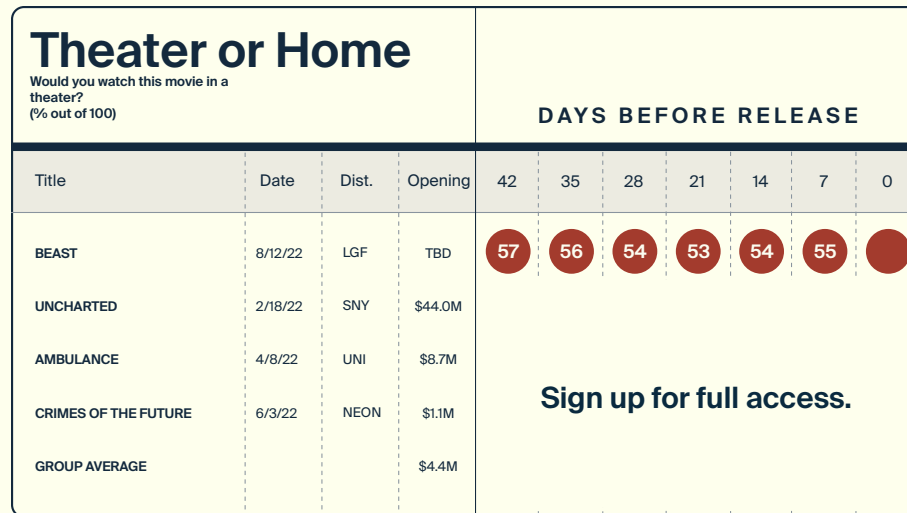 Theater or Home
Would you watch this movie in a
theater?
(% out of 100)
DAYS BEFORE RELEASE
Title Date Dist. Opening 42 35 28 21 14 7 0
BEAST 8/12/22 LGF TBD 57 56 54 53 54 55
UNCHARTED 2/18/22 SNY $44.0M
AMBULANCE 4/8/22 UNI $8.7M
Sign up for full access.
CRIMES OF THE FUTURE 6/3/22 NEON $1.1M
GROUP AVERAGE $4.4M